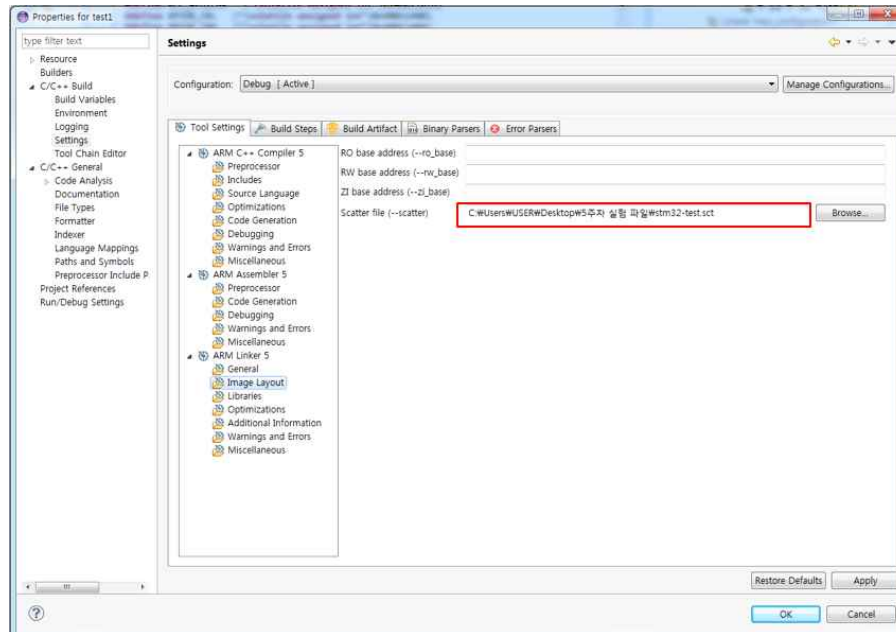 Properties for test1
type filter text
Settings
Resource
Builders
C/C++ Build
Build Variables
Environment
Logging
Settings
Tool Chain Editor
C/C++ General
Code Analysis
Documentation
File Types
Formatter
Indexer
Language Mappings
Paths and Symbols
Preprocessor Include P
Project References
Run/Debug Settings
Configuration: Debug [ Active ]
Manage Configurations...
Tool Settings
Build Steps
Build Artifact
Binary Parsers
Error Parsers
ARM C++ Compiler 5
Preprocessor
Includes
Source Language
Optimizations
Code Generation
Debugging
Warnings and Errors
Miscellaneous
ARM Assembler 5
Preprocessor
Code Generation
Debugging
Warnings and Errors
Miscellaneous
ARM Linker 5
General
Image Layout
Libraries
Optimizations
Additional Information
Warnings and Errors
Miscellaneous
RO base address (--ro_base)
RW base address (--rw_base)
ZI base address (--zi_base)
Scatter file (--scatter)
C:₩Users₩USER₩Desktop₩5주차 실험 파일₩stm32-test.sct
Browse...
Restore Defaults
Apply
OK
Cancel